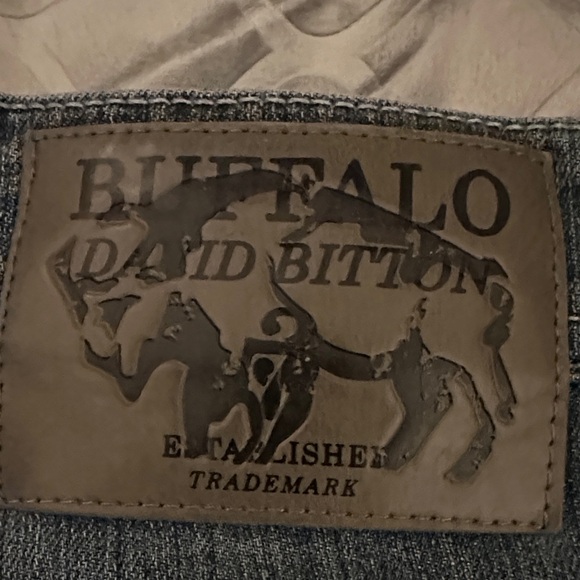 BUFFALO
DAVID BITTON
ESTABLISHED
TRADEMARK